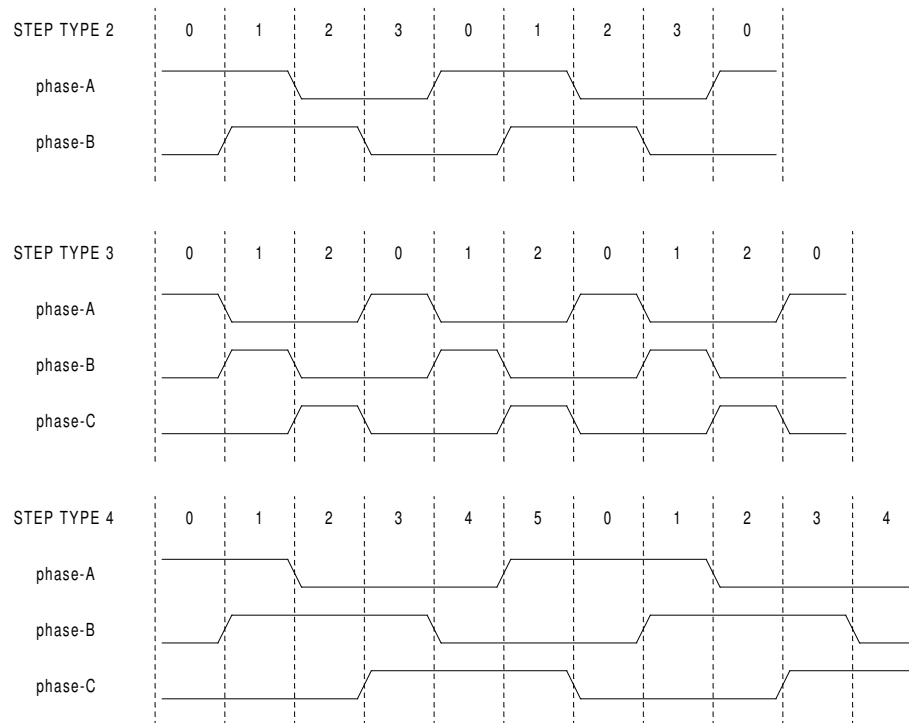 STEP TYPE 2 0 1 2 3 0 1 2 3 0
phase-A
phase-B
STEP TYPE 3 0 1 2 0 1 2 0 1 2 0
phase-A
phase-B
phase-C
STEP TYPE 4 0 1 2 3 4 5 0 1 2 3 4
phase-A
phase-B
phase-C